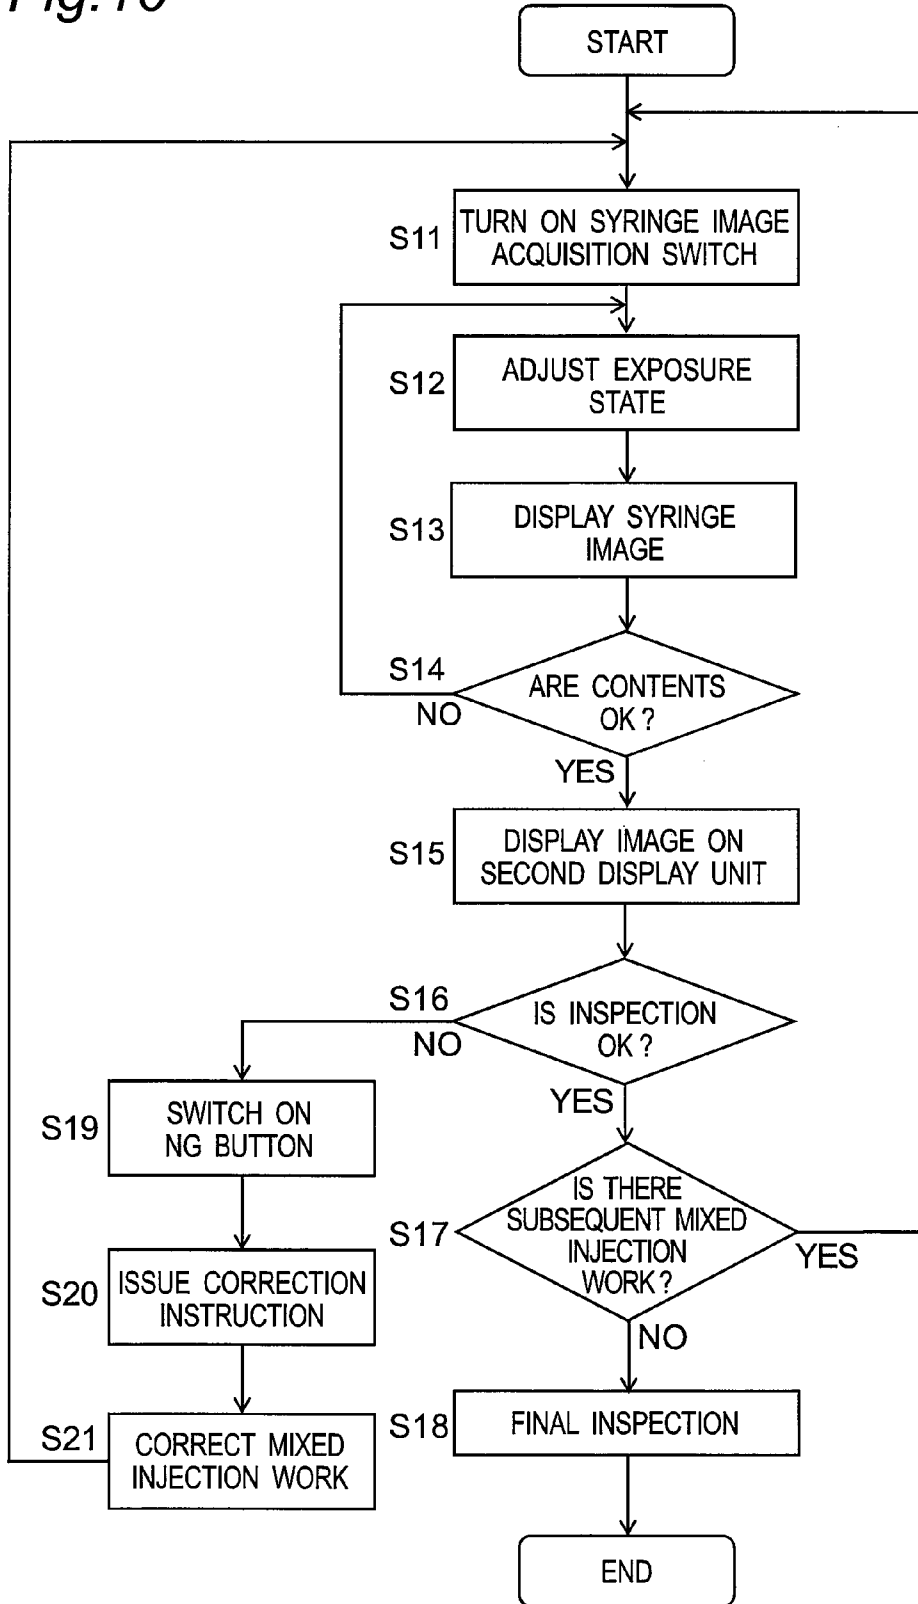 Fig.10
START
S11
TURN ON SYRINGE IMAGE
ACQUISITION SWITCH
S12
ADJUST EXPOSURE
STATE
S13
DISPLAY SYRINGE
IMAGE
S14
ARE CONTENTS
OK?
NO
YES
S15
DISPLAY IMAGE ON
SECOND DISPLAY UNIT
S16
IS INSPECTION
OK?
NO
YES
S19
SWITCH ON
NG BUTTON
S17
IS THERE
SUBSEQUENT MIXED
INJECTION
WORK?
YES
NO
S20
ISSUE CORRECTION
INSTRUCTION
S21
CORRECT MIXED
INJECTION WORK
S18
FINAL INSPECTION
END